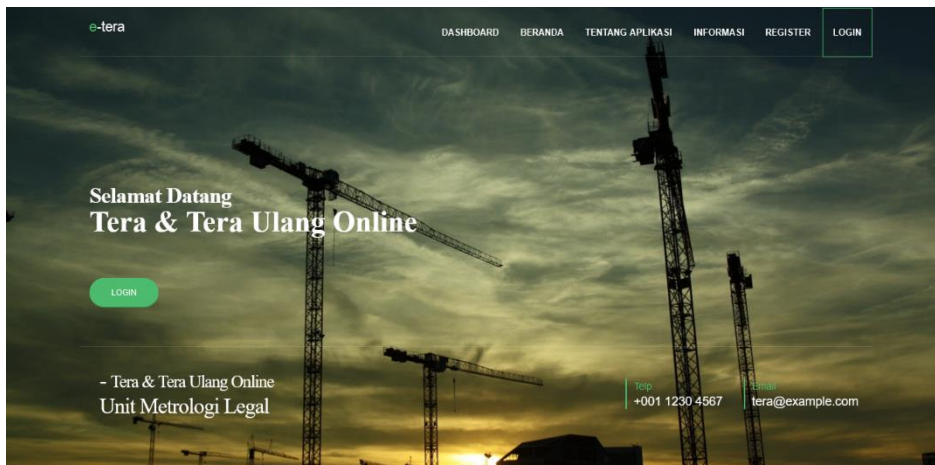 e-tera
DASHBOARD BERANDA TENTANG APLIKASI INFORMASI REGISTER LOGIN
Selamat Datang
Tera & Tera Ulang Online
LOGIN
- Tera & Tera Ulang Online
Unit Metrologi Legal
Telp
+001 1230 4567
Email
tera@example.com